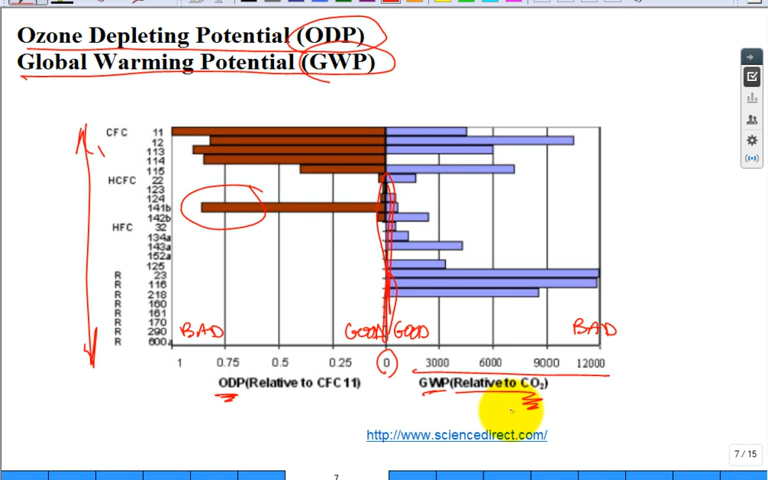 Ozone Depleting Potential (ODP)
Global Warming Potential (GWP)
CFC 11
12
113
114
115
HCFC 22
123
124
141b
142b
HFC 32
134a
143a
152a
125
R 23
R 116
R 218
R 160
R 161
R 170
R 290
R 600
BAD GOOD GOOD BAD
1 0.75 0.5 0.25 0 3000 6000 9000 12000
ODP(Relative to CFC 11) GWP(Relative to CO₂)
http://www.sciencedirect.com/
7 / 15
7